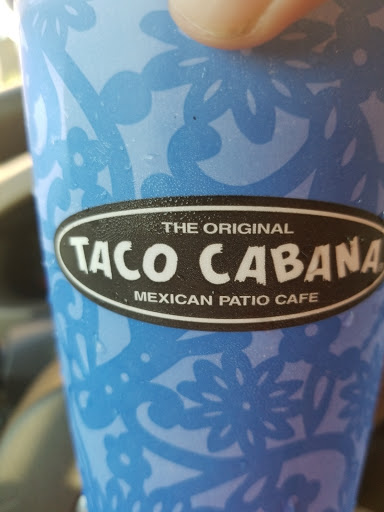 THE ORIGINAL
TACO CABANA
MEXICAN PATIO CAFE